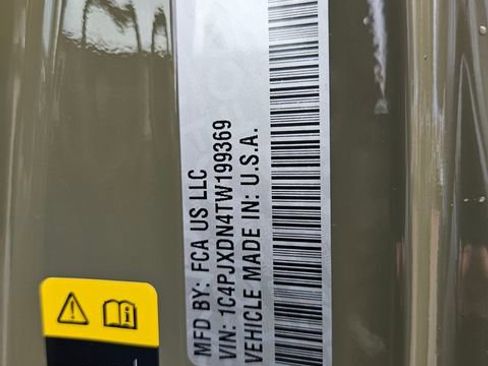 MFD BY: FCA US LLC
VIN: 1C4PJXDN4TW199369
VEHICLE MADE IN: U.S.A.